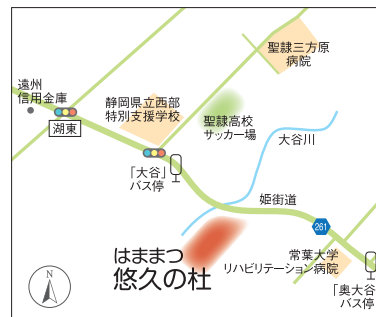 聖隷三方原
病院
遠州
信用金庫
湖東
静岡県立西部
特別支援学校
聖隷高校
サッカー場
大谷川
「大谷」
バス停
姫街道
261
はままつ
悠久の杜
常葉大学
リハビリテーション病院
「奥大谷」
バス停
N